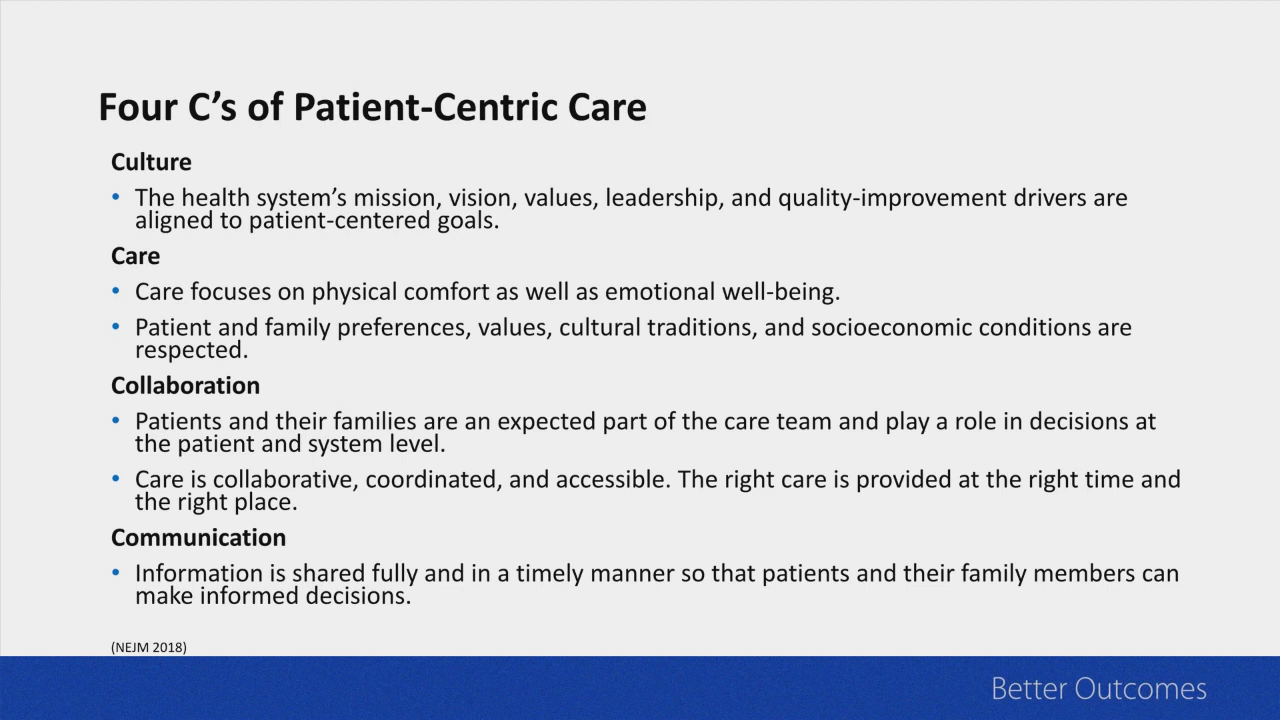 Four C’s of Patient-Centric Care
Culture
• The health system’s mission, vision, values, leadership, and quality-improvement drivers are
aligned to patient-centered goals.
Care
• Care focuses on physical comfort as well as emotional well-being.
• Patient and family preferences, values, cultural traditions, and socioeconomic conditions are
respected.
Collaboration
• Patients and their families are an expected part of the care team and play a role in decisions at
the patient and system level.
• Care is collaborative, coordinated, and accessible. The right care is provided at the right time and
the right place.
Communication
• Information is shared fully and in a timely manner so that patients and their family members can
make informed decisions.
(NEJM 2018)
Better Outcomes